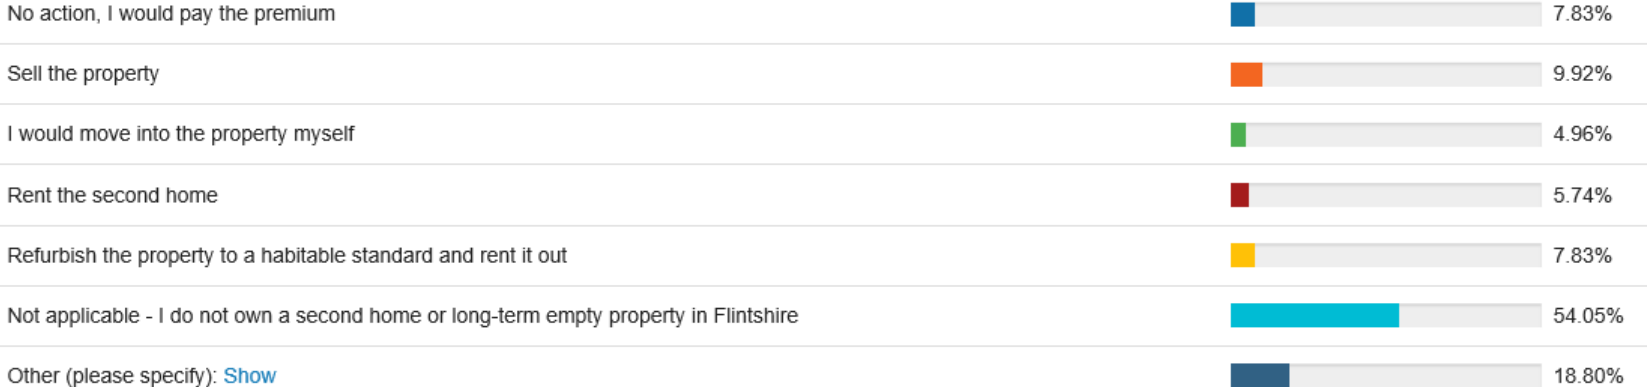 No action, I would pay the premium 7.83%
Sell the property 9.92%
I would move into the property myself 4.96%
Rent the second home 5.74%
Refurbish the property to a habitable standard and rent it out 7.83%
Not applicable - I do not own a second home or long-term empty property in Flintshire 54.05%
Other (please specify): Show 18.80%